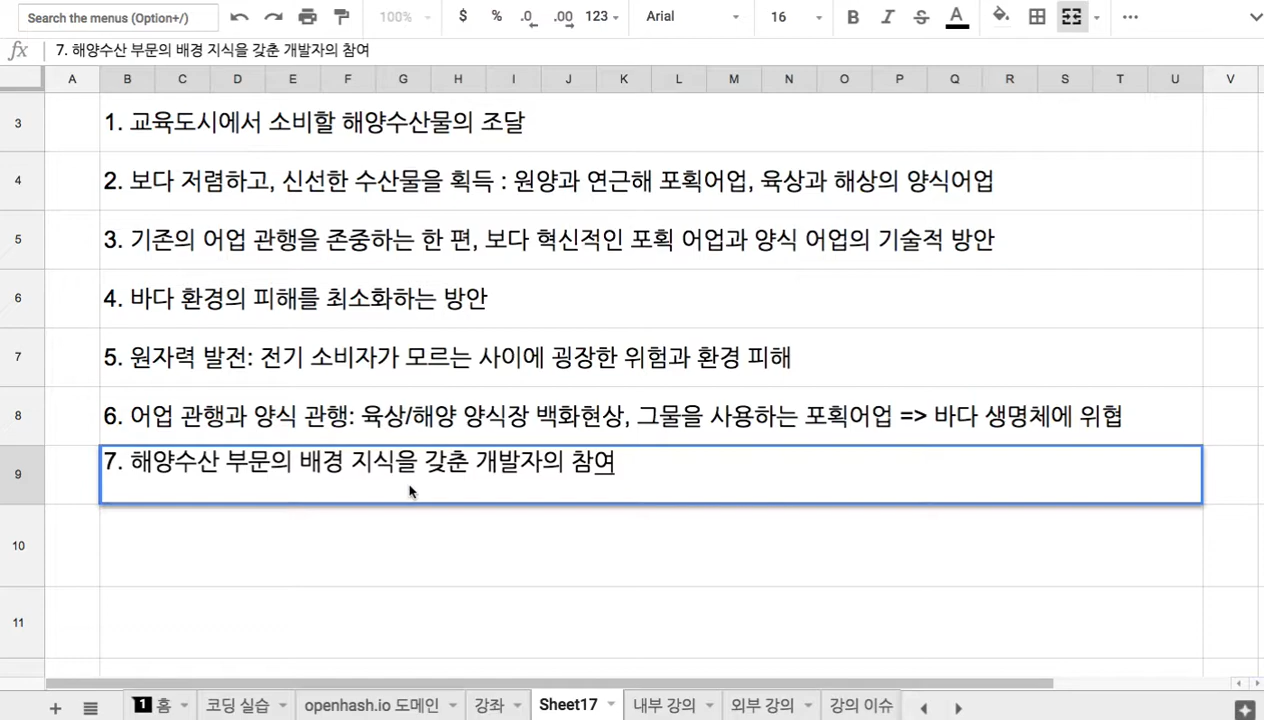 Search the menus (Option+/) 100% $ % .0 .00 123 Arial 16 B I S A
fx 7. 해양수산 부문의 배경 지식을 갖춘 개발자의 참여
A B C D E F G H I J K L M N O P Q R S T U V
3 1. 교육도시에서 소비할 해양수산물의 조달
4 2. 보다 저렴하고, 신선한 수산물을 획득 : 원양과 연근해 포획어업, 육상과 해상의 양식어업
5 3. 기존의 어업 관행을 존중하는 한 편, 보다 혁신적인 포획 어업과 양식 어업의 기술적 방안
6 4. 바다 환경의 피해를 최소화하는 방안
7 5. 원자력 발전: 전기 소비자가 모르는 사이에 굉장한 위험과 환경 피해
8 6. 어업 관행과 양식 관행: 육상/해양 양식장 백화현상, 그물을 사용하는 포획어업 => 바다 생명체에 위협
9 7. 해양수산 부문의 배경 지식을 갖춘 개발자의 참여
10
11
1 홈 코딩 실습 openhash.io 도메인 강좌 Sheet17 내부 강의 외부 강의 강의 이슈